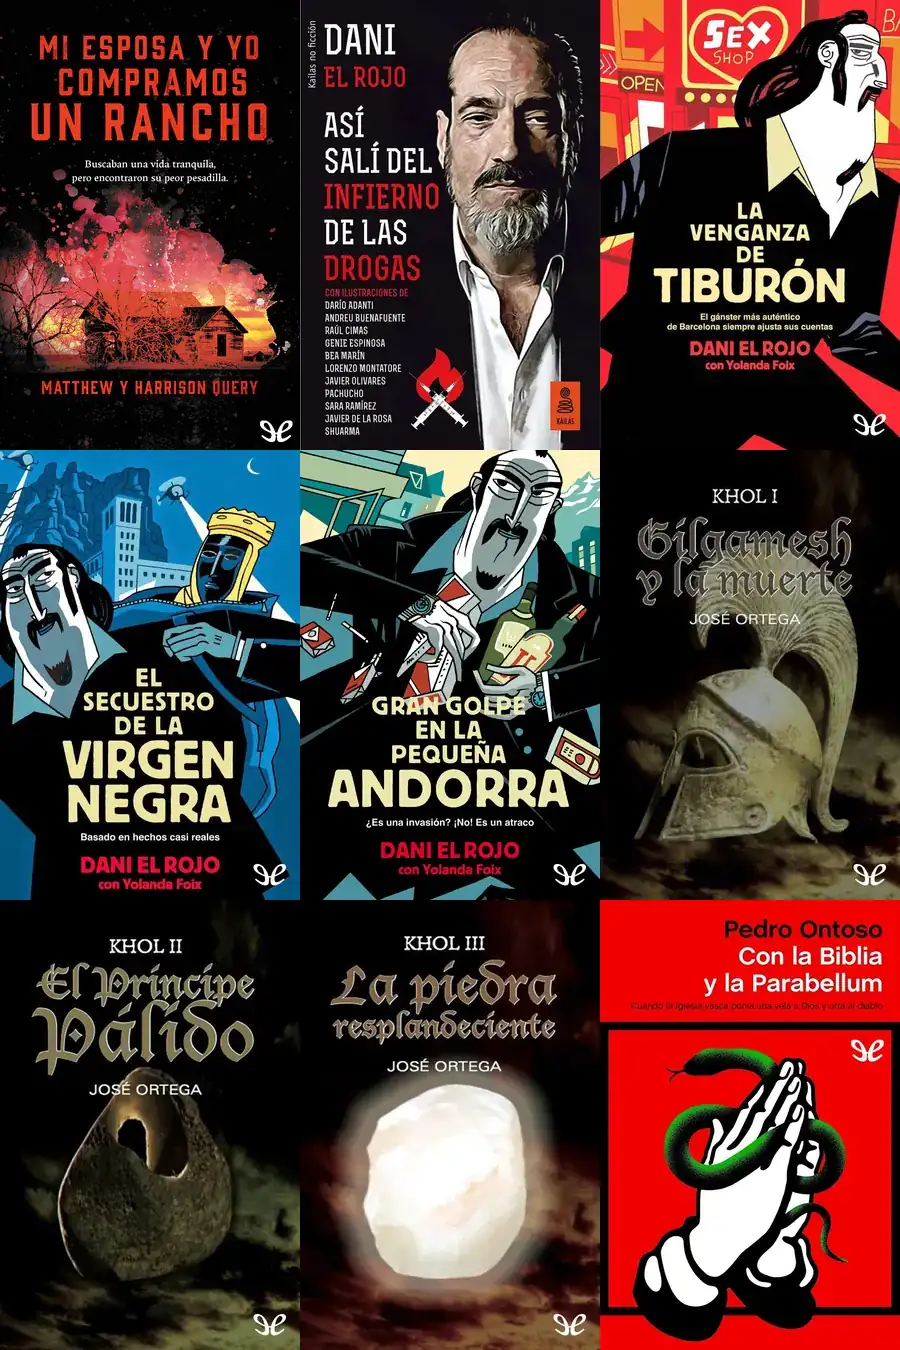 MI ESPOSA Y YO
COMPRAMOS
UN RANCHO
Buscaban una vida tranquila,
pero encontraron su peor pesadilla.
MATTHEW Y HARRISON QUERY
Kailas no ficción
DANI
EL ROJO
ASÍ
SALÍ DEL
INFIERNO
DE LAS
DROGAS
CON ILUSTRACIONES DE
DARÍO ADANTI
ANDREU BUENAFUENTE
RAÚL CIMAS
GENIE ESPINOSA
BEA MARÍN
LORENZO MONTATORE
JAVIER OLIVARES
PACHUCHO
SARA RAMÍREZ
JAVIER DE LA ROSA
SHUARMA
KAILAS
SEX
SHOP
OPEN
BA
LA
VENGANZA
DE
TIBURÓN
El gánster más auténtico
de Barcelona siempre ajusta sus cuentas
DANI EL ROJO
con Yolanda Foix
EL
SECUESTRO
DE LA
VIRGEN
NEGRA
Basado en hechos casi reales
DANI EL ROJO
con Yolanda Foix
GRAN GOLPE
EN LA
PEQUEÑA
ANDORRA
¿Es una invasión? ¡No! Es un atraco
DANI EL ROJO
con Yolanda Foix
KHOL I
Gilgamesh
y la muerte
JOSÉ ORTEGA
KHOL II
El Príncipe
Pálido
JOSÉ ORTEGA
KHOL III
La piedra
resplandeciente
JOSÉ ORTEGA
Pedro Ontoso
Con la Biblia
y la Parabellum
Cuando la Iglesia vasca ponía una vela a Dios y otra al diablo